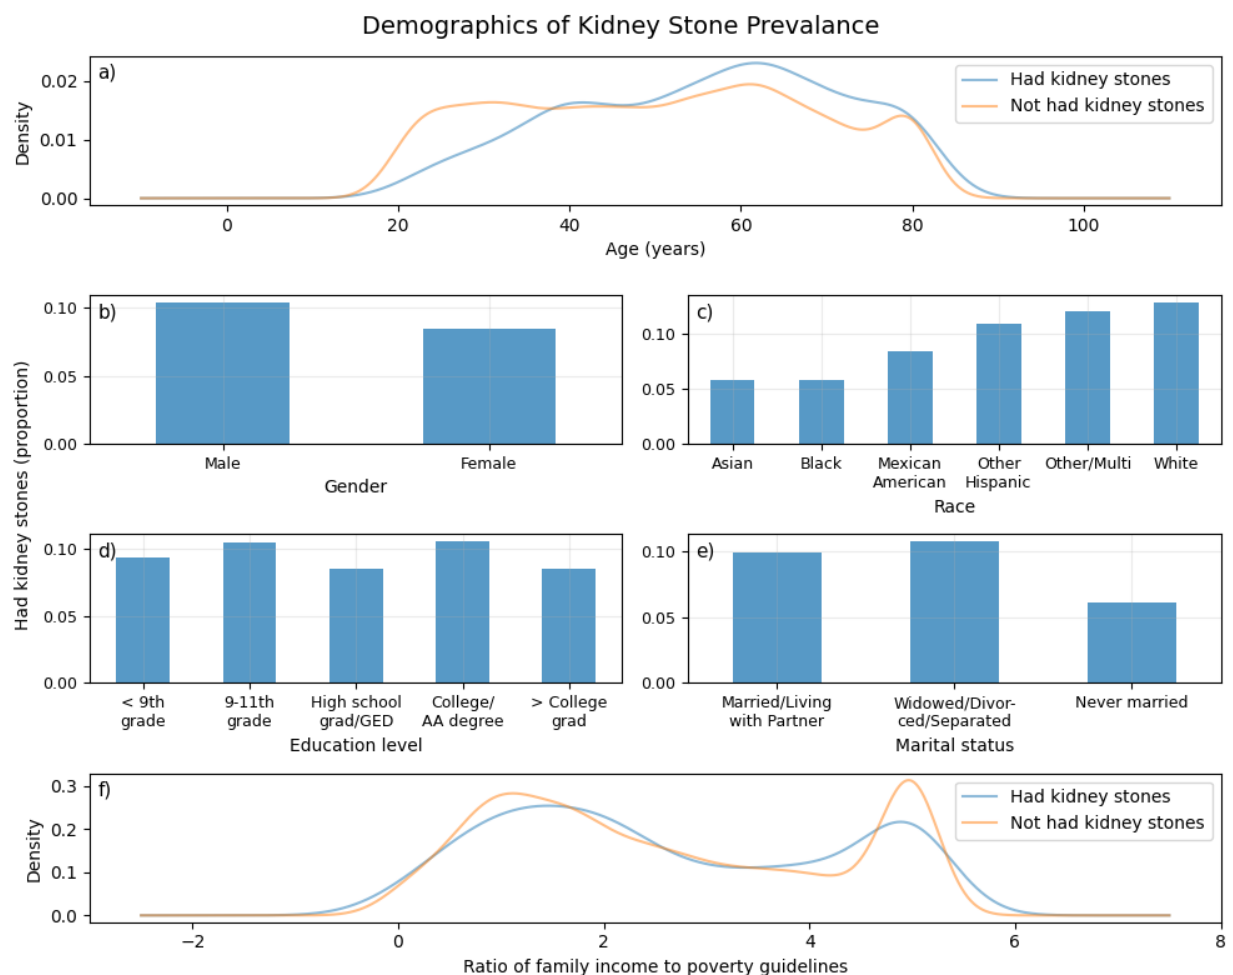 Demographics of Kidney Stone Prevalance
a)
Had kidney stones
Not had kidney stones
Density
0.02
0.01
0.00
0
20
40
60
80
100
Age (years)
Had kidney stones (proportion)
b)
0.10
0.05
0.00
Male
Female
Gender
c)
0.10
0.05
0.00
Asian
Black
Mexican
American
Other
Hispanic
Other/Multi
White
Race
d)
0.10
0.05
0.00
< 9th
grade
9-11th
grade
High school
grad/GED
College/
AA degree
> College
grad
Education level
e)
0.10
0.05
0.00
Married/Living
with Partner
Widowed/Divor-
ced/Separated
Never married
Marital status
f)
Had kidney stones
Not had kidney stones
Density
0.3
0.2
0.1
0.0
−2
0
2
4
6
8
Ratio of family income to poverty guidelines